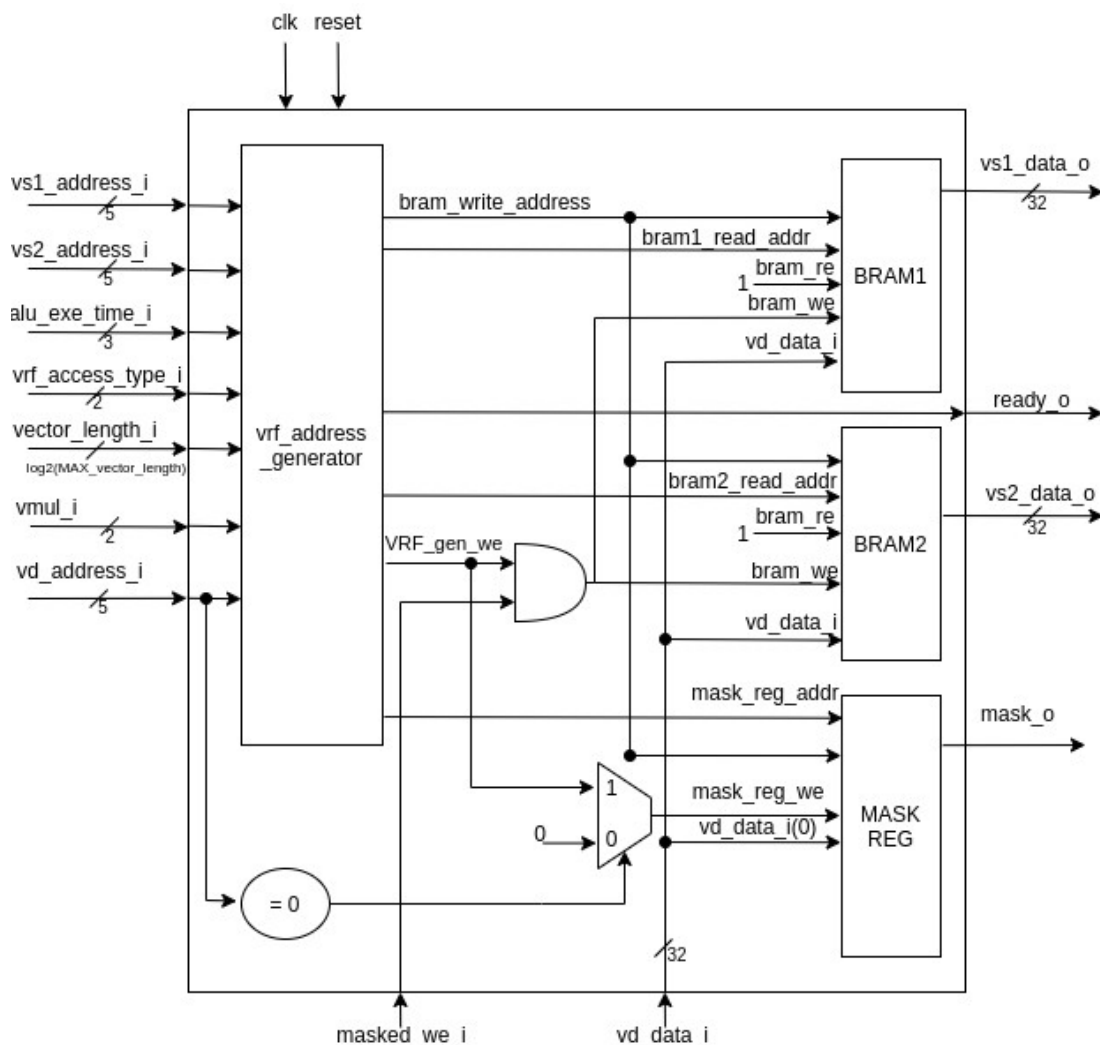 clk
reset
vs1_address_i
5
vs2_address_i
5
alu_exe_time_i
3
vrf_access_type_i
2
vector_length_i
log2(MAX_vector_length)
vmul_i
2
vd_address_i
5
vrf_address
_generator
bram_write_address
bram1_read_addr
bram_re
1
bram_we
vd_data_i
BRAM1
vs1_data_o
32
ready_o
bram2_read_addr
bram_re
1
bram_we
vd_data_i
BRAM2
vs2_data_o
32
VRF_gen_we
mask_reg_addr
mask_reg_we
vd_data_i(0)
MASK
REG
mask_o
1
0
0
= 0
32
masked_we_i
vd_data_i